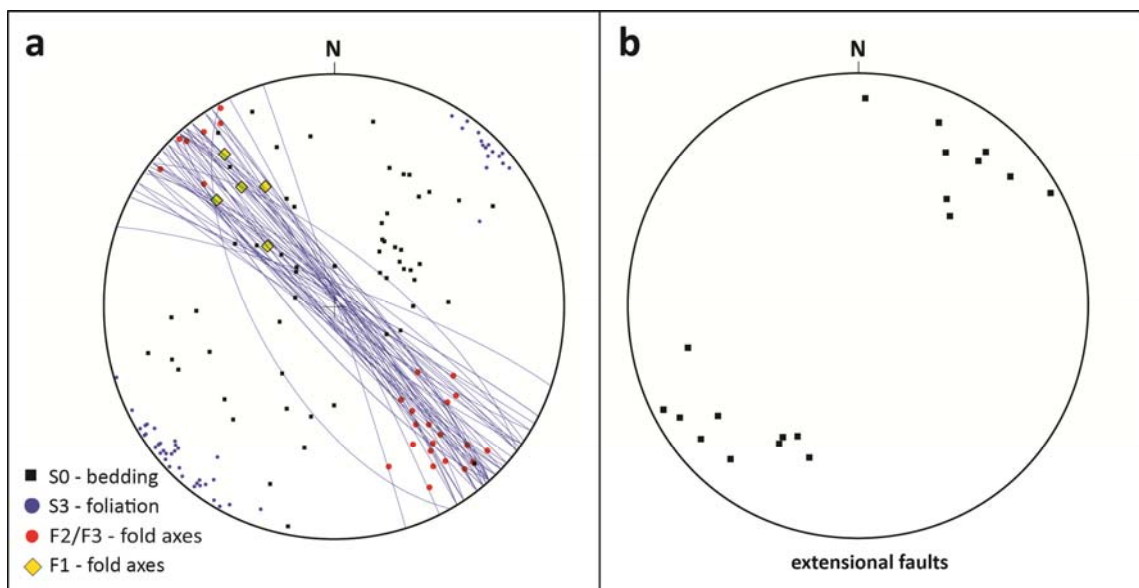 a
N
S0 - bedding
S3 - foliation
F2/F3 - fold axes
F1 - fold axes
b
N
extensional faults